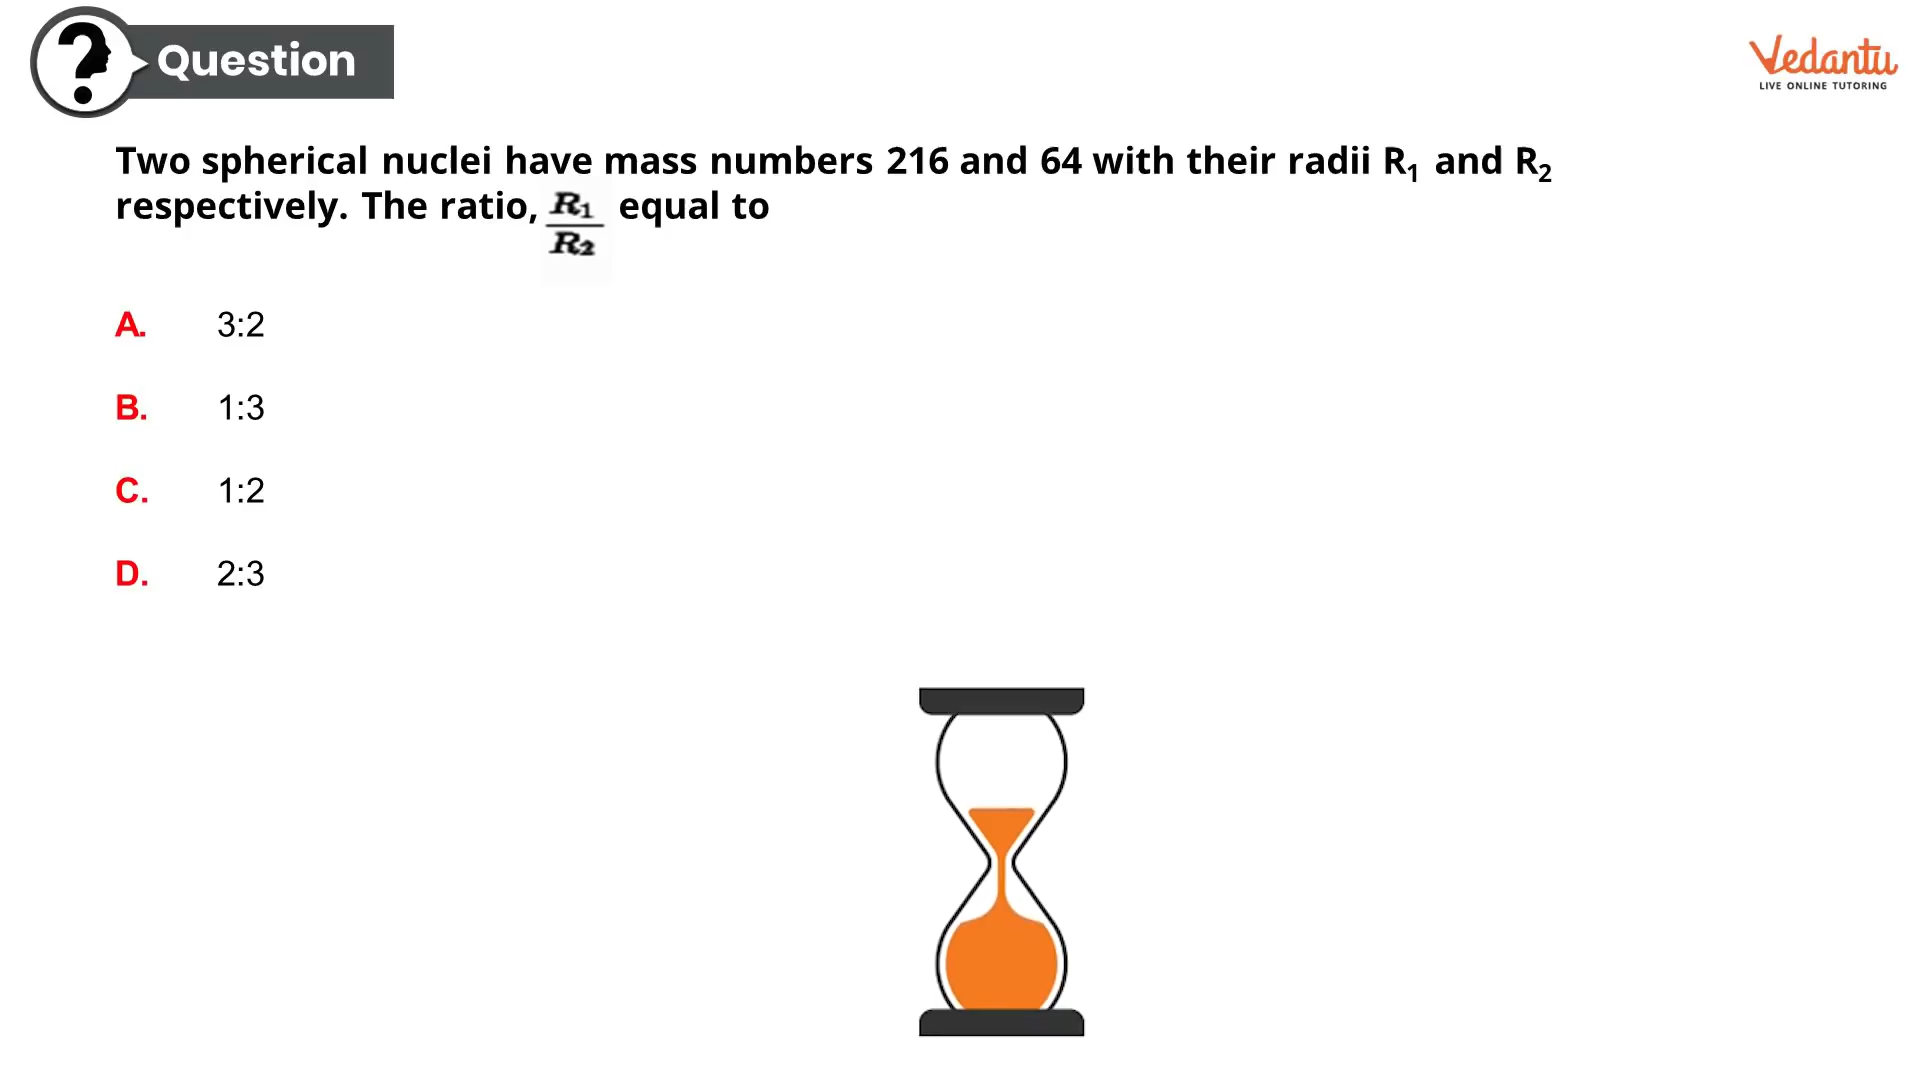 Question
Vedantu
LIVE ONLINE TUTORING
Two spherical nuclei have mass numbers 216 and 64 with their radii R₁ and R₂
respectively. The ratio, R₁/R₂ equal to
A. 3:2
B. 1:3
C. 1:2
D. 2:3